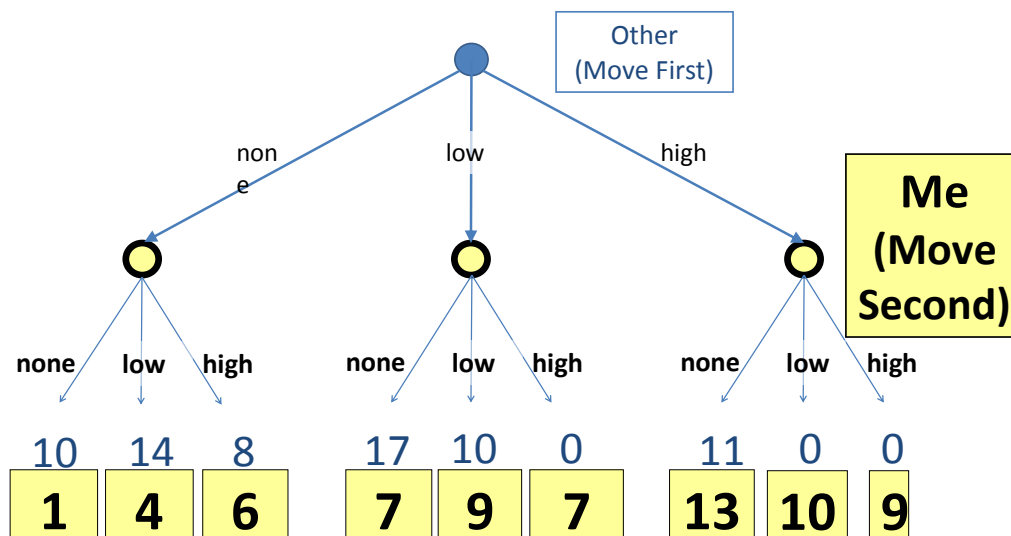 Other
(Move First)
non
e
low
high
Me
(Move
Second)
none low high none low high none low high
10 14 8 17 10 0 11 0 0
1 4 6 7 9 7 13 10 9